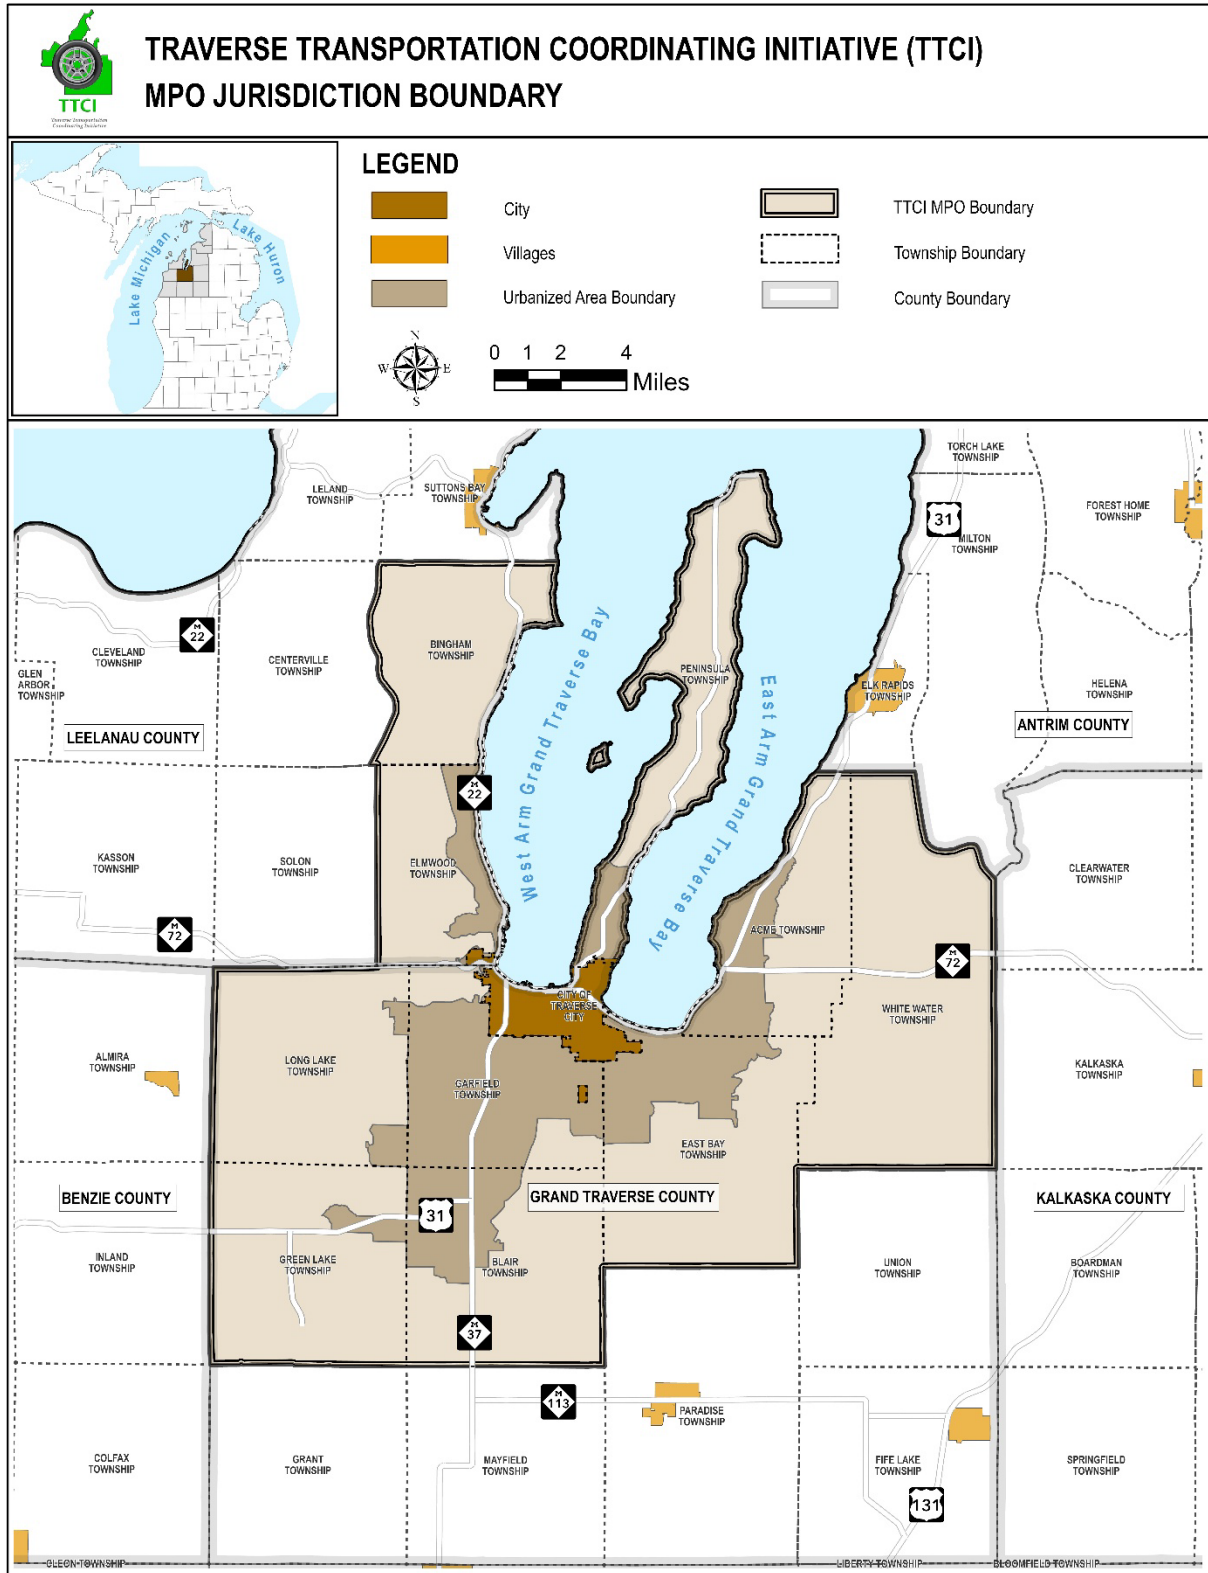 TRAVERSE TRANSPORTATION COORDINATING INITIATIVE (TTCI)
MPO JURISDICTION BOUNDARY
TTCI
Traverse Transportation
Coordinating Initiative
Lake Michigan
Lake Huron
LEGEND
City
Villages
Urbanized Area Boundary
TTCI MPO Boundary
Township Boundary
County Boundary
N
W E
S
0 1 2 4
Miles
TORCH LAKE
TOWNSHIP
LELAND
TOWNSHIP
SUTTONS BAY
TOWNSHIP
FOREST HOME
TOWNSHIP
31
MILTON
TOWNSHIP
M
22
CLEVELAND
TOWNSHIP
CENTERVILLE
TOWNSHIP
BINGHAM
TOWNSHIP
GLEN
ARBOR
TOWNSHIP
PENINSULA
TOWNSHIP
ELK RAPIDS
TOWNSHIP
HELENA
TOWNSHIP
LEELANAU COUNTY
ANTRIM COUNTY
West Arm Grand Traverse Bay
East Arm Grand Traverse Bay
M
22
KASSON
TOWNSHIP
SOLON
TOWNSHIP
ELMWOOD
TOWNSHIP
CLEARWATER
TOWNSHIP
M
72
ACME TOWNSHIP
M
72
CITY OF
TRAVERSE
CITY
WHITE WATER
TOWNSHIP
ALMIRA
TOWNSHIP
LONG LAKE
TOWNSHIP
GARFIELD
TOWNSHIP
KALKASKA
TOWNSHIP
EAST BAY
TOWNSHIP
BENZIE COUNTY
GRAND TRAVERSE COUNTY
KALKASKA COUNTY
31
INLAND
TOWNSHIP
GREEN LAKE
TOWNSHIP
BLAIR
TOWNSHIP
UNION
TOWNSHIP
BOARDMAN
TOWNSHIP
M
37
M
113
PARADISE
TOWNSHIP
COLFAX
TOWNSHIP
GRANT
TOWNSHIP
MAYFIELD
TOWNSHIP
FIFE LAKE
TOWNSHIP
SPRINGFIELD
TOWNSHIP
131
CLEON TOWNSHIP
LIBERTY TOWNSHIP
BLOOMFIELD TOWNSHIP